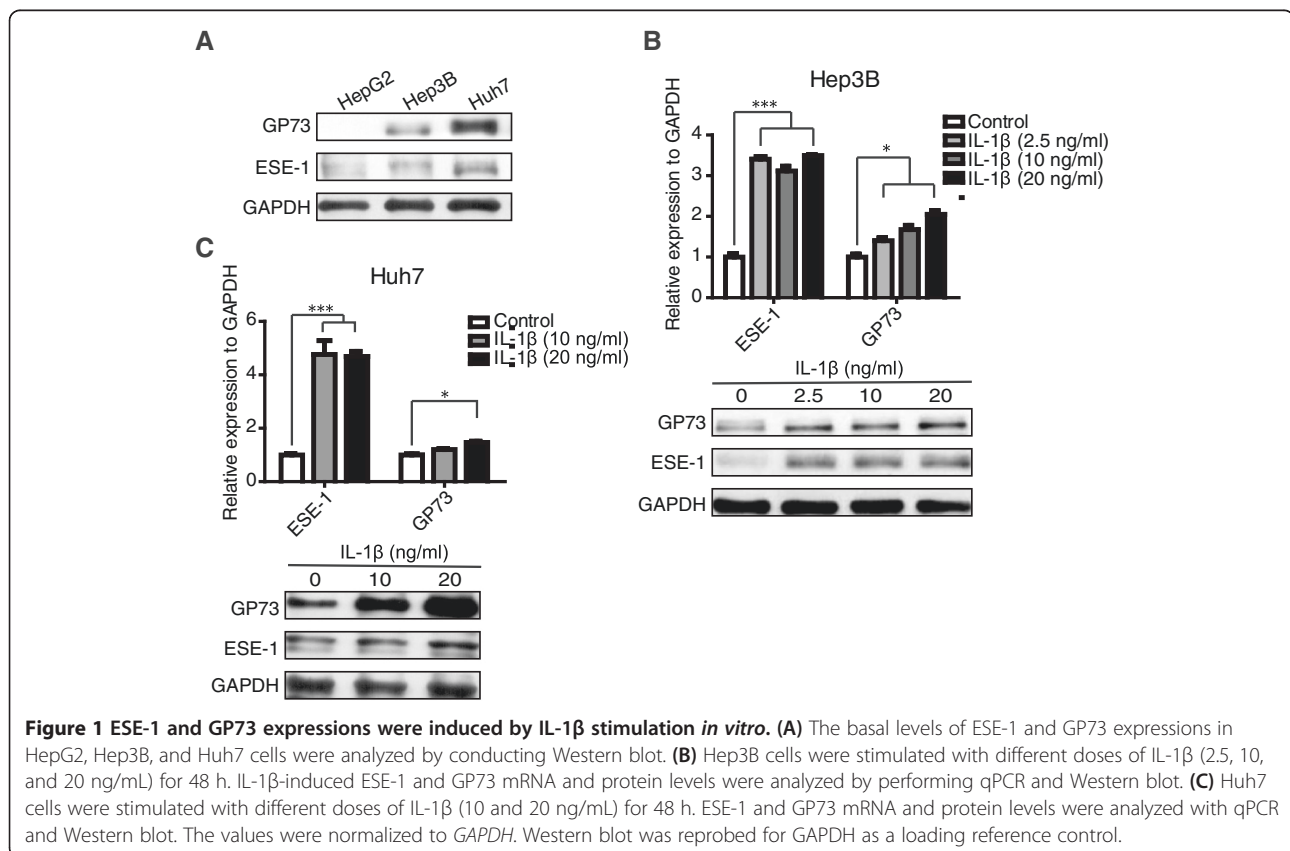 A
HepG2 Hep3B Huh7
GP73
ESE-1
GAPDH
B
Hep3B
Relative expression to GAPDH
4
3
2
1
0
***
*
Control
IL-1β (2.5 ng/ml)
IL-1β (10 ng/ml)
IL-1β (20 ng/ml)
ESE-1 GP73
IL-1β (ng/ml)
0 2.5 10 20
GP73
ESE-1
GAPDH
C
Huh7
Relative expression to GAPDH
6
4
2
0
***
*
Control
IL-1β (10 ng/ml)
IL-1β (20 ng/ml)
ESE-1 GP73
IL-1β (ng/ml)
0 10 20
GP73
ESE-1
GAPDH
Figure 1 ESE-1 and GP73 expressions were induced by IL-1β stimulation in vitro. (A) The basal levels of ESE-1 and GP73 expressions in
HepG2, Hep3B, and Huh7 cells were analyzed by conducting Western blot. (B) Hep3B cells were stimulated with different doses of IL-1β (2.5, 10,
and 20 ng/mL) for 48 h. IL-1β-induced ESE-1 and GP73 mRNA and protein levels were analyzed by performing qPCR and Western blot. (C) Huh7
cells were stimulated with different doses of IL-1β (10 and 20 ng/mL) for 48 h. ESE-1 and GP73 mRNA and protein levels were analyzed with qPCR
and Western blot. The values were normalized to GAPDH. Western blot was reprobed for GAPDH as a loading reference control.